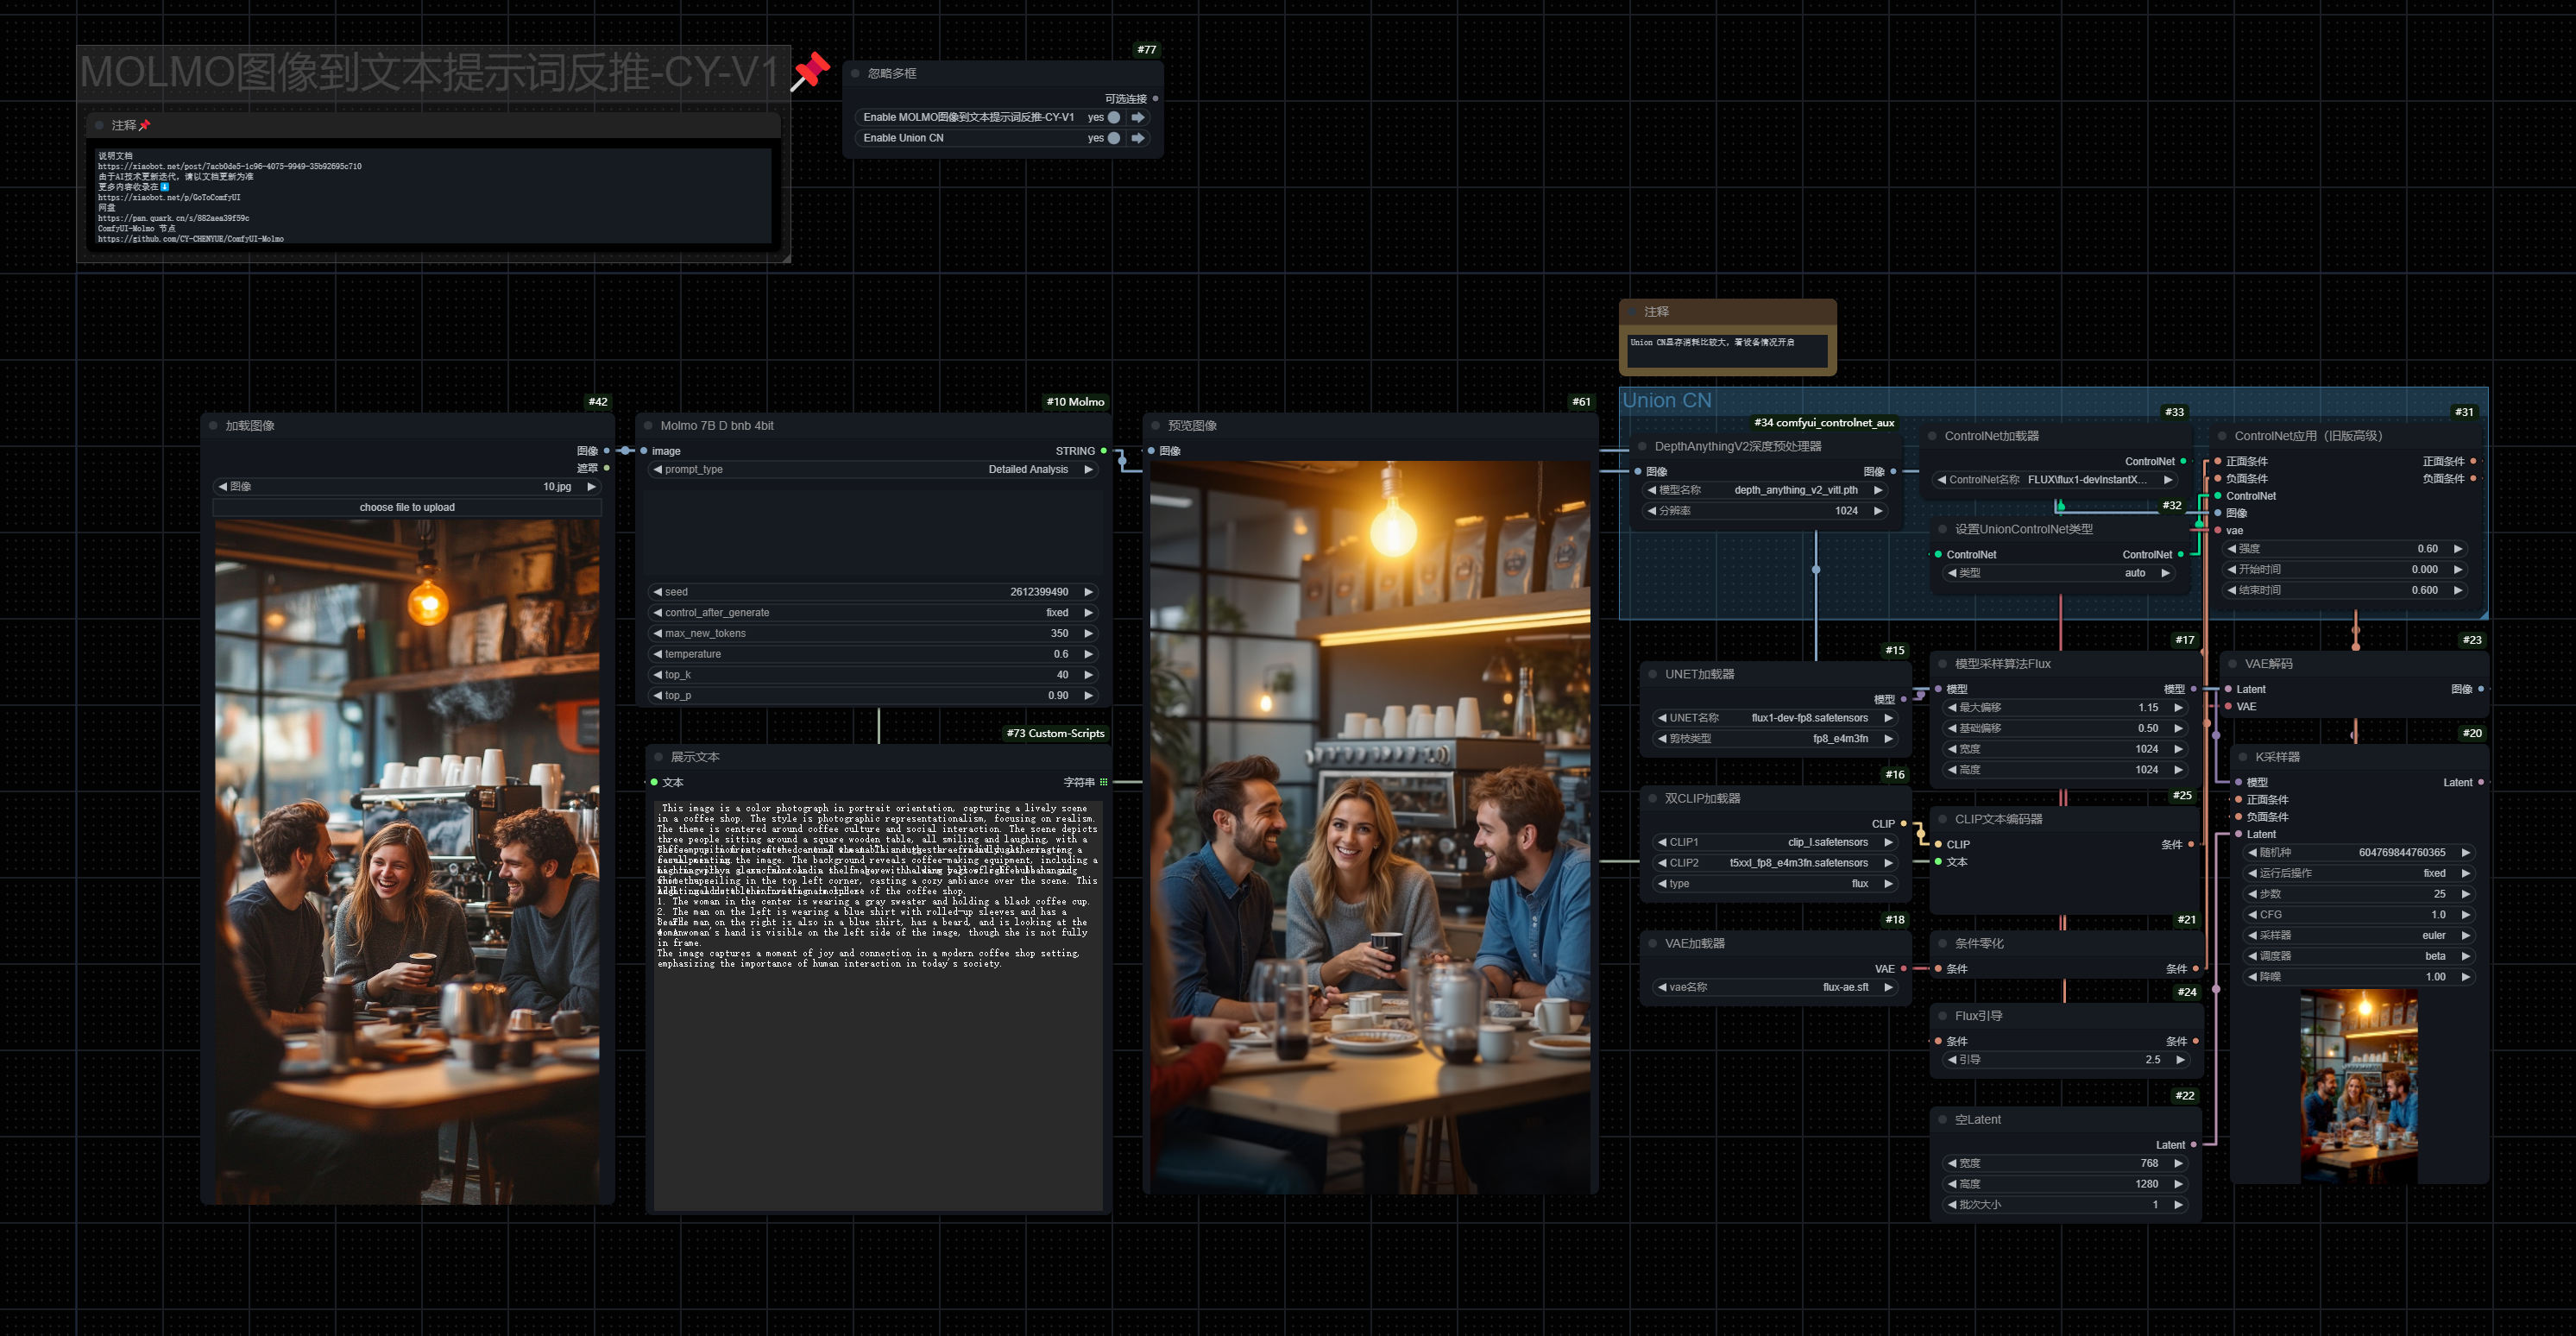 MOLMO图像到文本提示词反推-CY-V1
注释
说明文档
https://xiaobot.net/post/7acb0de5-1c96-4075-9949-35b92695c710
由于AI技术更新迭代，请以文档更新为准
更多内容收录在
https://xiaobot.net/p/GoToComfyUI
网盘
https://pan.quark.cn/s/882aea39f59c
ComfyUI-Molmo 节点
https://github.com/CY-CHENYUE/ComfyUI-Molmo
#77
忽略多框
可选连接
Enable MOLMO图像到文本提示词反推-CY-V1 yes
Enable Union CN yes
注释
Union CN显存消耗比较大，看设备情况开启
#42
加载图像
图像
遮罩
图像 10.jpg
choose file to upload
#10 Molmo
Molmo 7B D bnb 4bit
image STRING
prompt_type Detailed Analysis
seed 2612399490
control_after_generate fixed
max_new_tokens 350
temperature 0.6
top_k 40
top_p 0.90
#73 Custom-Scripts
展示文本
文本 字符串
This image is a color photograph in portrait orientation, capturing a lively scene
in a coffee shop. The style is photographic representationalism, focusing on realism.
The theme is centered around coffee culture and social interaction. The scene depicts
three people sitting around a square wooden table, all smiling and laughing, with a
the image. The background reveals coffee-making equipment, including a
ceiling in the top left corner, casting a cozy ambiance over the scene. This
of the coffee shop.
1. The woman in the center is wearing a gray sweater and holding a black coffee cup.
2. The man on the left is wearing a blue shirt with rolled-up sleeves and has a
man on the right is also in a blue shirt, has a beard, and is looking at the
woman's hand is visible on the left side of the image, though she is not fully
in frame.
The image captures a moment of joy and connection in a modern coffee shop setting,
emphasizing the importance of human interaction in today's society.
#61
预览图像
图像
Union CN
#34 comfyui_controlnet_aux
DepthAnythingV2深度预处理器
图像 图像
模型名称 depth_anything_v2_vitl.pth
分辨率 1024
#33
ControlNet加载器
ControlNet
ControlNet名称 FLUX\flux1-devInstantX...
#32
设置UnionControlNet类型
ControlNet ControlNet
类型 auto
#31
ControlNet应用（旧版高级）
正面条件 正面条件
负面条件 负面条件
ControlNet
图像
vae
强度 0.60
开始时间 0.000
结束时间 0.600
#15
UNET加载器
模型
UNET名称 flux1-dev-fp8.safetensors
剪枝类型 fp8_e4m3fn
#16
双CLIP加载器
CLIP
CLIP1 clip_l.safetensors
CLIP2 t5xxl_fp8_e4m3fn.safetensors
type flux
#18
VAE加载器
VAE
vae名称 flux-ae.sft
#17
模型采样算法Flux
模型 模型
最大偏移 1.15
基础偏移 0.50
宽度 1024
高度 1024
#25
CLIP文本编码器
CLIP 条件
文本
#21
条件零化
条件 条件
#24
Flux引导
条件 条件
引导 2.5
#22
空Latent
Latent
宽度 768
高度 1280
批次大小 1
#23
VAE解码
Latent 图像
VAE
#20
K采样器
模型 Latent
正面条件
负面条件
Latent
随机种 604769844760365
运行后操作 fixed
步数 25
CFG 1.0
采样器 euler
调度器 beta
降噪 1.00